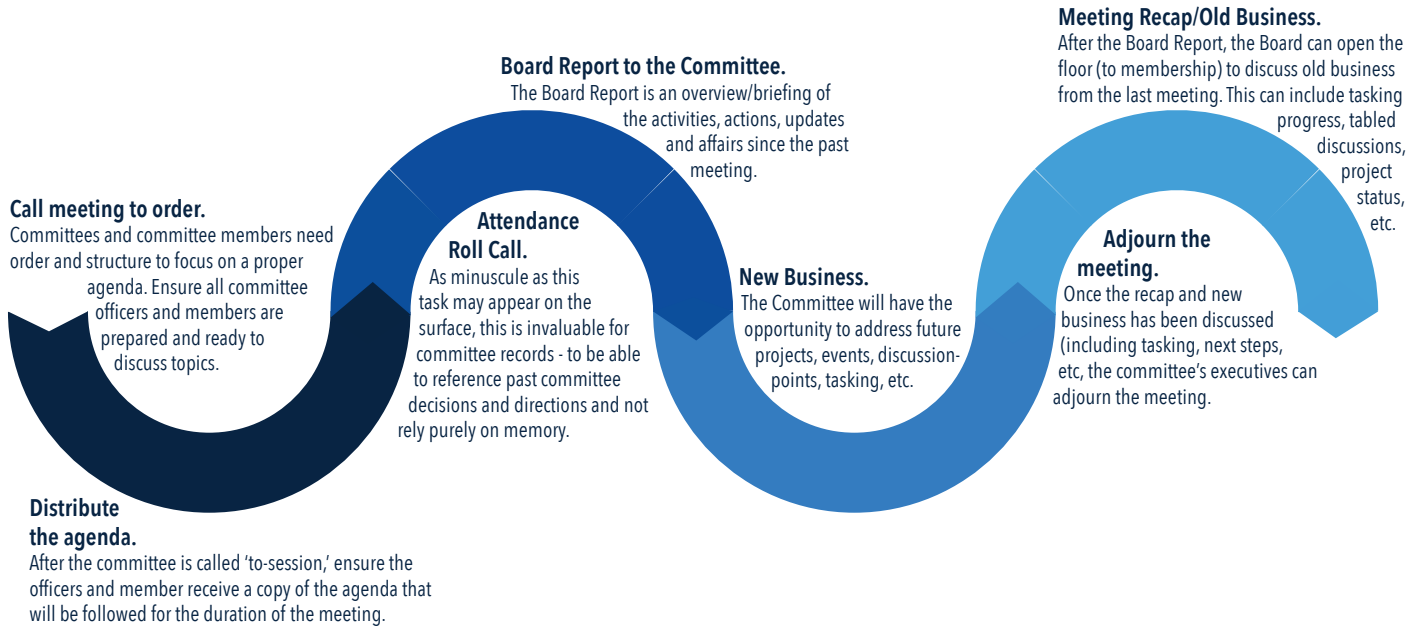 Call meeting to order.
Committees and committee members need
order and structure to focus on a proper
agenda. Ensure all committee
officers and members are
prepared and ready to
discuss topics.
Distribute
the agenda.
After the committee is called ‘to-session,’ ensure the
officers and member receive a copy of the agenda that
will be followed for the duration of the meeting.
Attendance
Roll Call.
As minuscule as this
task may appear on the
surface, this is invaluable for
committee records - to be able
to reference past committee
decisions and directions and not
rely purely on memory.
Board Report to the Committee.
The Board Report is an overview/briefing of
the activities, actions, updates
and affairs since the past
meeting.
New Business.
The Committee will have the
opportunity to address future
projects, events, discussion-
points, tasking, etc.
Meeting Recap/Old Business.
After the Board Report, the Board can open the
floor (to membership) to discuss old business
from the last meeting. This can include tasking
progress, tabled
discussions,
project
status,
etc.
Adjourn the
meeting.
Once the recap and new
business has been discussed
(including tasking, next steps,
etc, the committee’s executives can
adjourn the meeting.